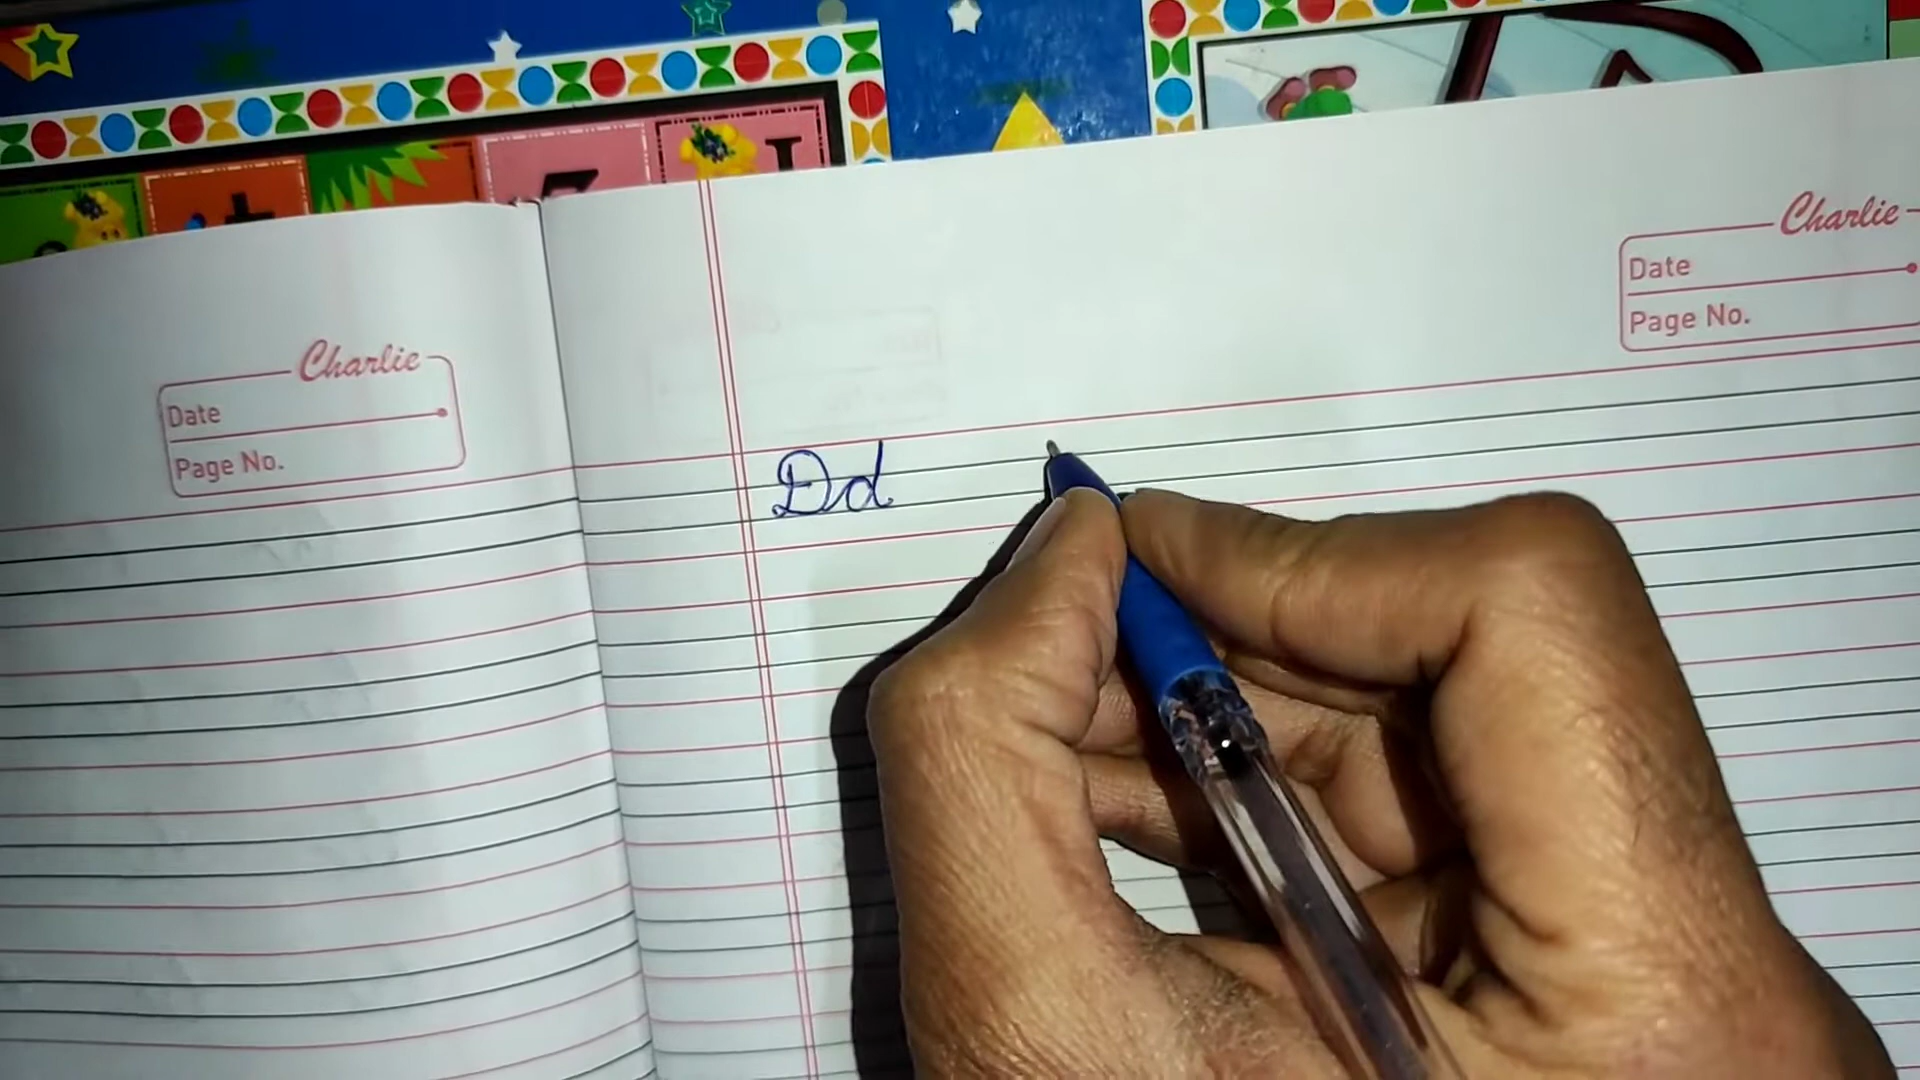 Charlie
Date
Page No.
Charlie
Date
Page No.
Dd